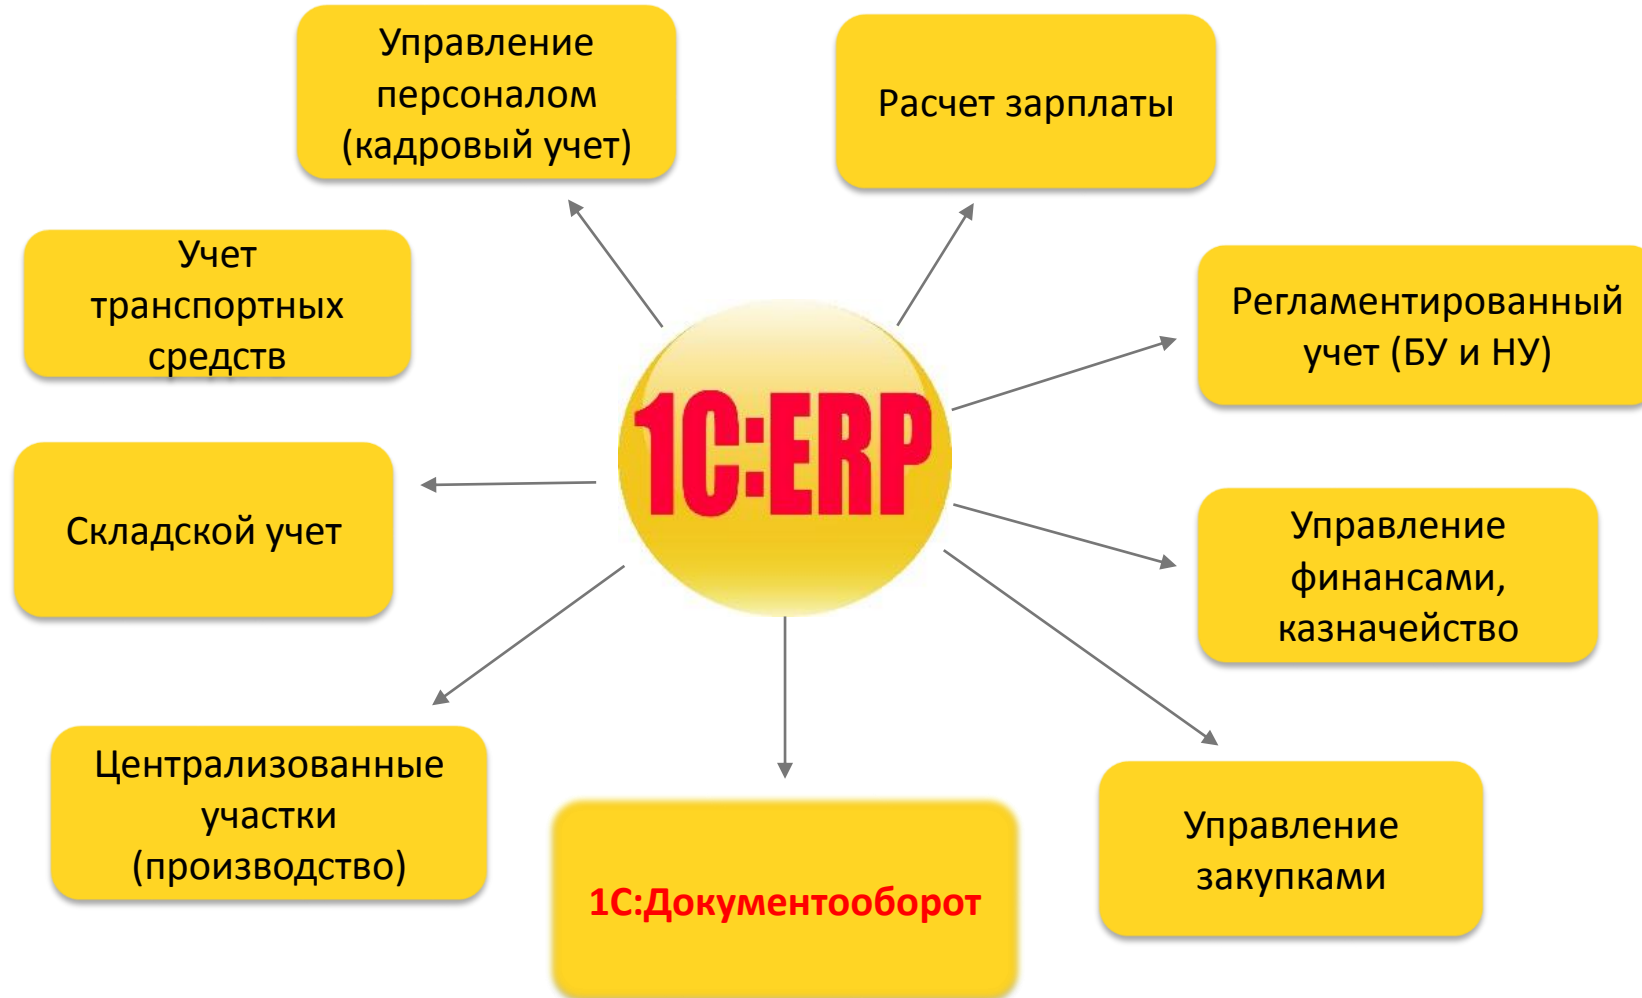 Управление
персоналом
(кадровый учет)
Расчет зарплаты
Учет
транспортных
средств
Регламентированный
учет (БУ и НУ)
1С:ERP
Складской учет
Управление
финансами,
казначейство
Централизованные
участки
(производство)
1С:Документооборот
Управление
закупками